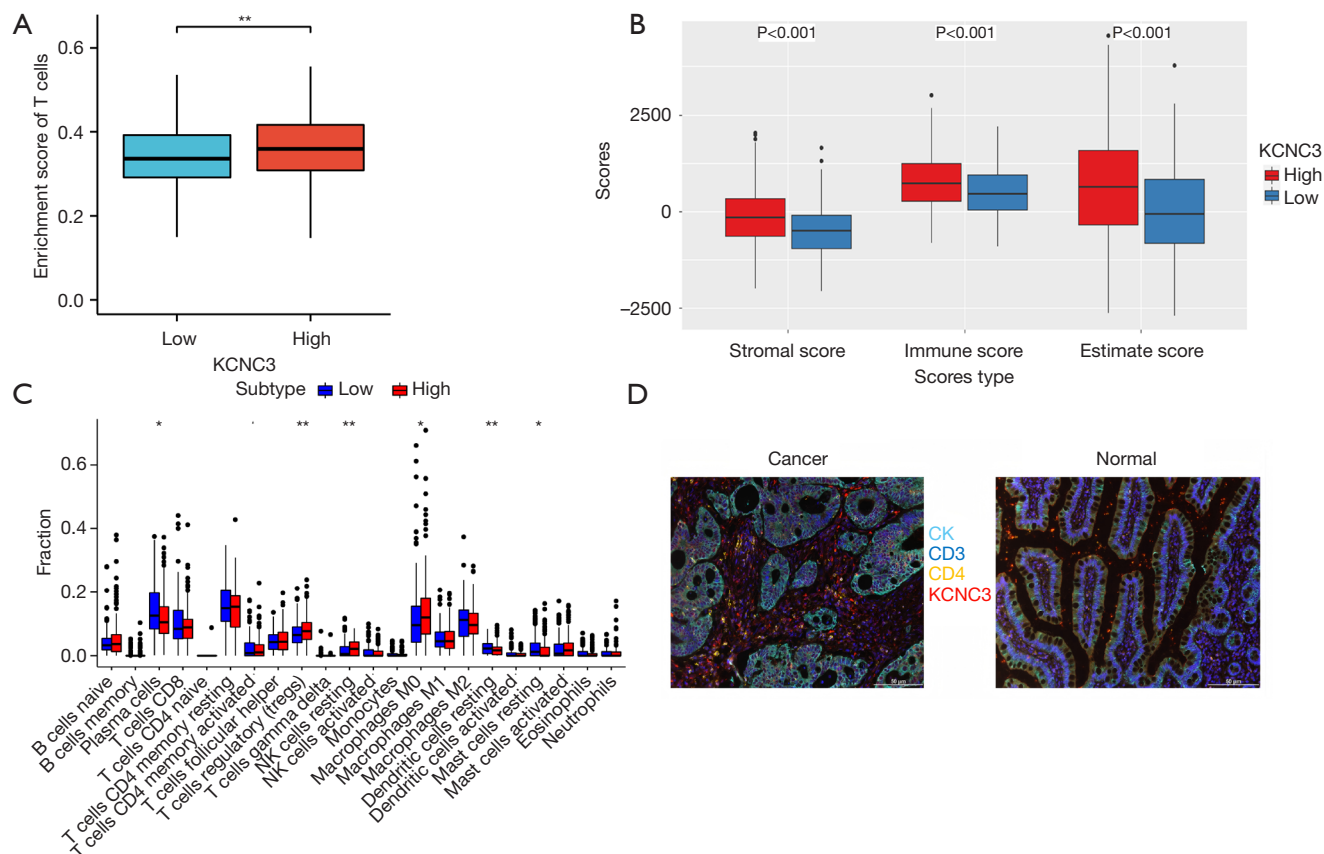 A
**
Enrichment score of T cells
0.6
0.4
0.2
0.0
Low
High
KCNC3
B
P<0.001
P<0.001
P<0.001
Scores
2500
0
−2500
Stromal score
Immune score
Estimate score
Scores type
KCNC3
High
Low
C
Subtype
Low
High
*
**
**
*
**
*
Fraction
0.6
0.4
0.2
0.0
B cells naive
B cells memory
Plasma cells
T cells CD8
T cells CD4 naive
T cells CD4 memory resting
T cells CD4 memory activated
T cells follicular helper
T cells regulatory (tregs)
T cells gamma delta
NK cells resting
NK cells activated
Monocytes
Macrophages M0
Macrophages M1
Macrophages M2
Dendritic cells resting
Dendritic cells activated
Mast cells resting
Mast cells activated
Eosinophils
Neutrophils
D
Cancer
Normal
CK
CD3
CD4
KCNC3
50 μm
50 μm